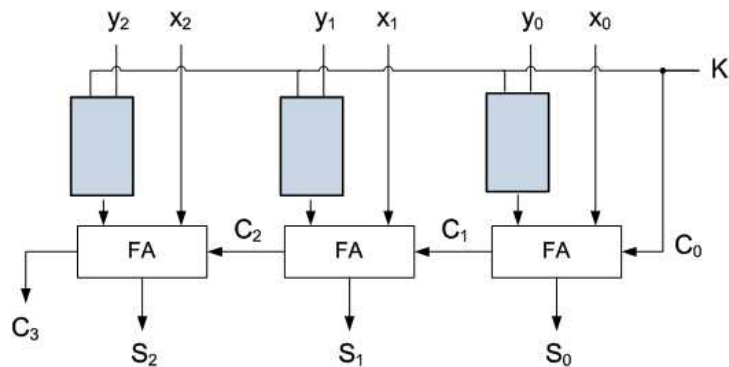 y₂ x₂ y₁ x₁ y₀ x₀
K
C₂ C₁ C₀
FA FA FA
C₃
S₂ S₁ S₀